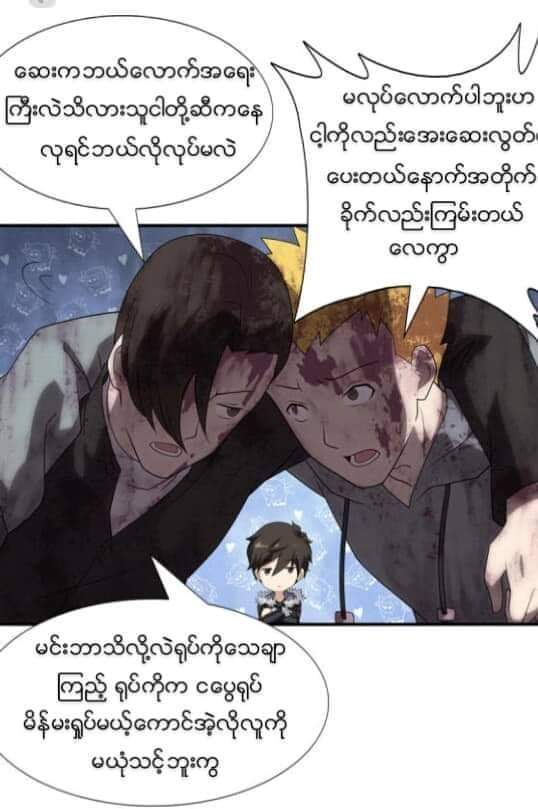 ဆေးကဘယ်လောက်အရေး
ကြီးလဲသိလားသူငါတို့ဆီကနေ
လုရင်ဘယ်လိုလုပ်မလဲ
မလုပ်လောက်ပါဘူးဟ
ငါ့ကိုလည်းအေးဆေးလွှတ်
ပေးတယ်နောက်အတိုက်
ခိုက်လည်းကြမ်းတယ်
လေကွာ
မင်းဘာသိလို့လဲရုပ်ကိုသေချာ
ကြည့် ရုပ်ကိုက ငပွေရုပ်
မိန်မးရှုပ်မယ့်ကောင်အဲ့လိုလူကို
မယုံသင့်ဘူးကွ